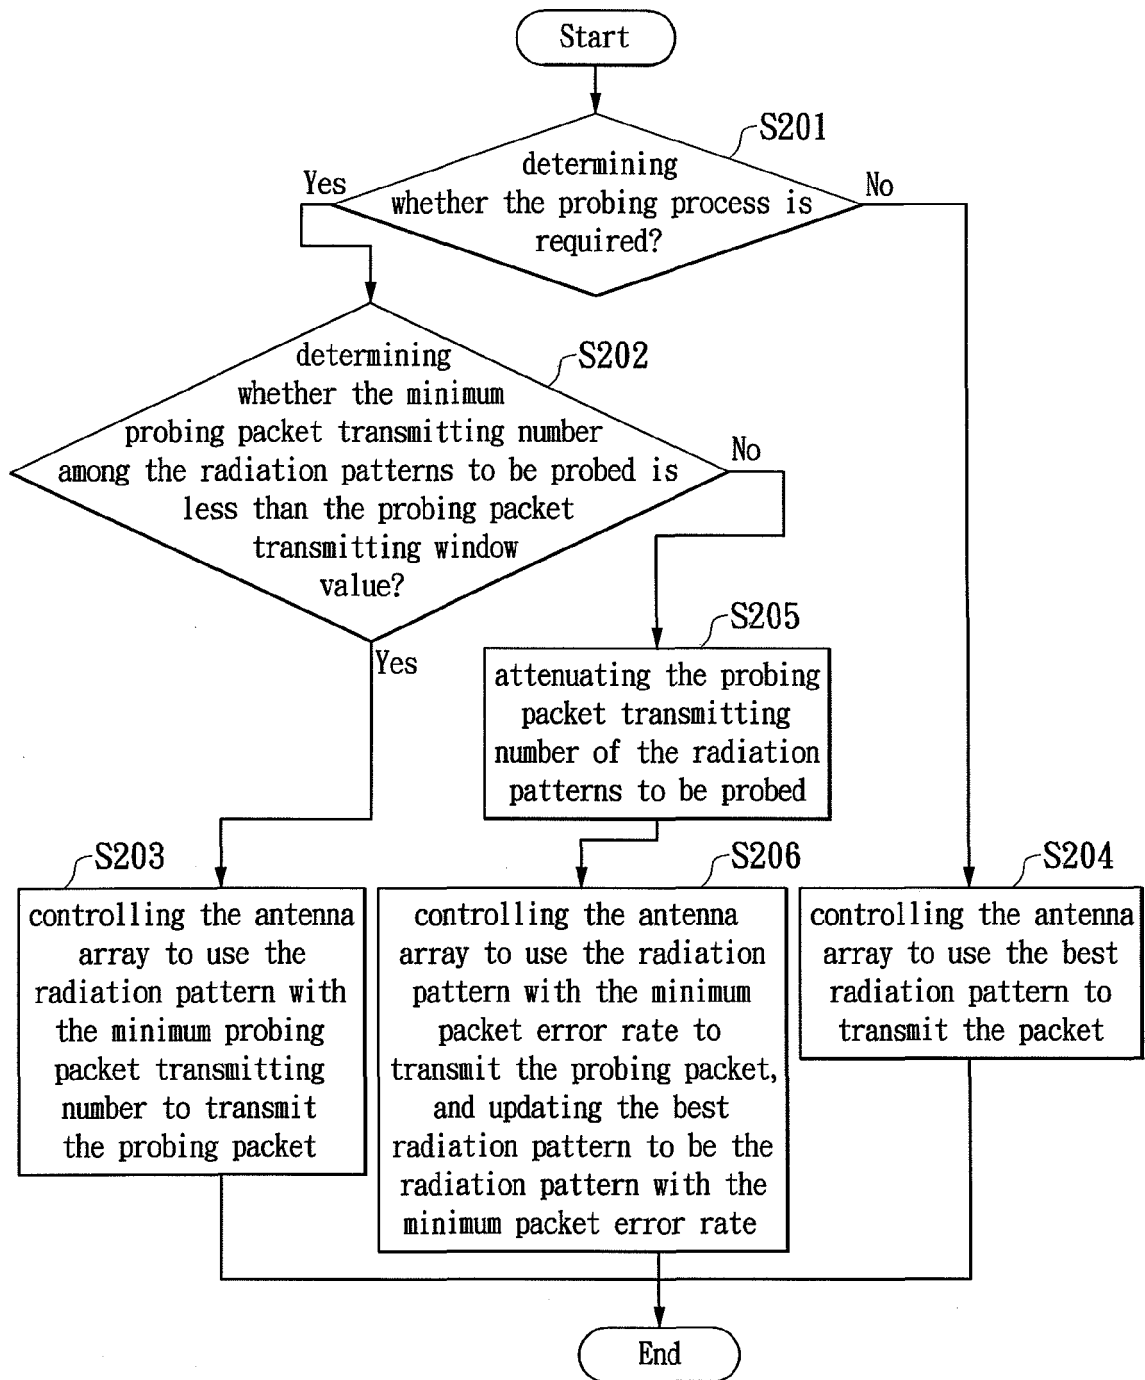 Start
S201
determining
whether the probing process is
required?
Yes
No
S202
determining
whether the minimum
probing packet transmitting number
among the radiation patterns to be probed is
less than the probing packet
transmitting window
value?
No
Yes
S205
attenuating the probing
packet transmitting
number of the radiation
patterns to be probed
S203
controlling the antenna
array to use the
radiation pattern with
the minimum probing
packet transmitting
number to transmit
the probing packet
S206
controlling the antenna
array to use the radiation
pattern with the minimum
packet error rate to
transmit the probing packet,
and updating the best
radiation pattern to be the
radiation pattern with the
minimum packet error rate
S204
controlling the antenna
array to use the best
radiation pattern to
transmit the packet
End